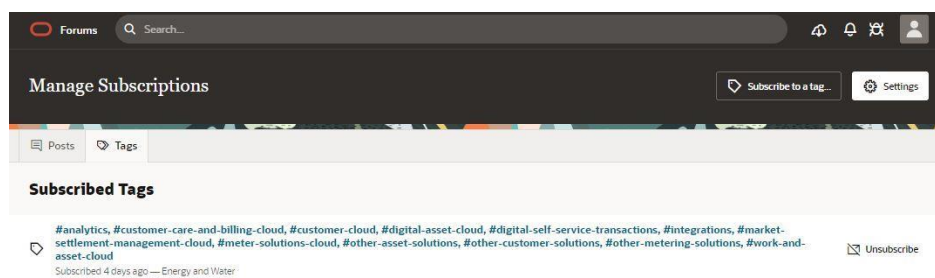 Forums
Search...
Manage Subscriptions
Subscribe to a tag...
Settings
Posts
Tags
Subscribed Tags
#analytics, #customer-care-and-billing-cloud, #customer-cloud, #digital-asset-cloud, #digital-self-service-transactions, #integrations, #market-
settlement-management-cloud, #meter-solutions-cloud, #other-asset-solutions, #other-customer-solutions, #other-metering-solutions, #work-and-
asset-cloud
Unsubscribe
Subscribed 4 days ago — Energy and Water